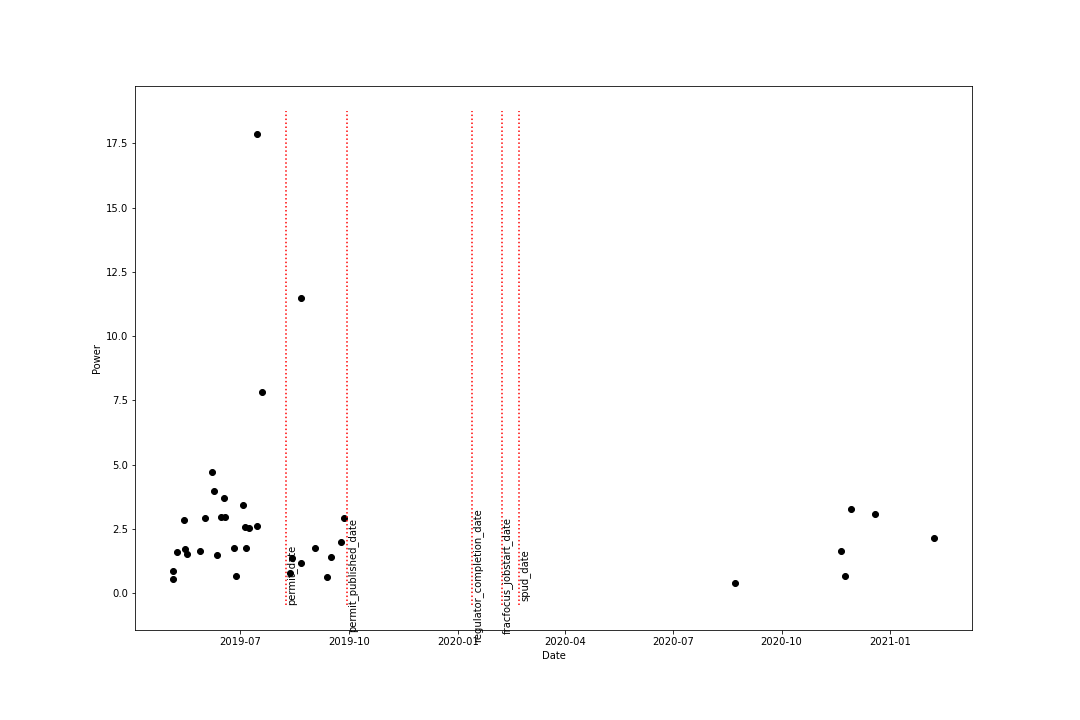 17.5
15.0
12.5
10.0
7.5
5.0
2.5
0.0
Power
permit_date
permit_published_date
regulator_completion_date
fracfocus_jobstart_date
spud_date
2019-07
2019-10
2020-01
2020-04
2020-07
2020-10
2021-01
Date